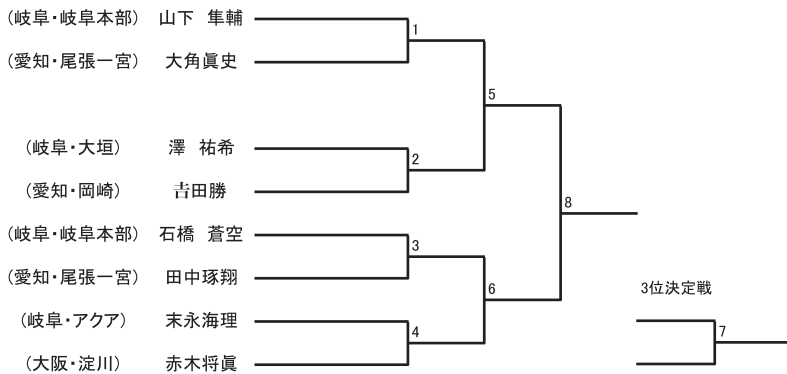 (岐阜・岐阜本部) 山下 隼輔
1
(愛知・尾張一宮) 大角眞史
5
(岐阜・大垣) 澤 祐希
2
(愛知・岡崎) 𠮷田勝
8
(岐阜・岐阜本部) 石橋 蒼空
3
(愛知・尾張一宮) 田中琢翔
6
3位決定戦
(岐阜・アクア) 末永海理
4
7
(大阪・淀川) 赤木将眞